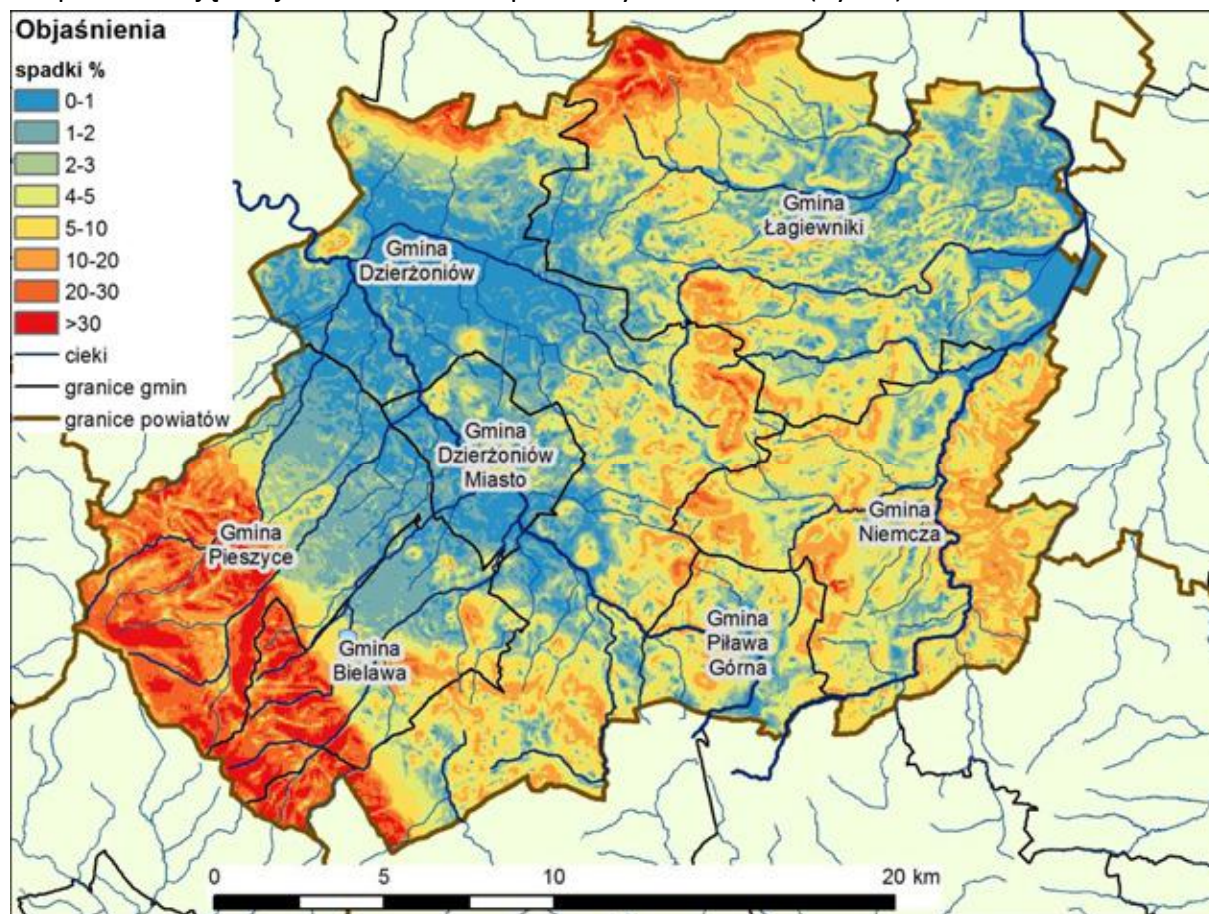 Objaśnienia
spadki %
0-1
1-2
2-3
4-5
5-10
10-20
20-30
>30
cieki
granice gmin
granice powiatów
Gmina
Łagiewniki
Gmina
Dzierżoniów
Gmina
Dzierżoniów
Miasto
Gmina
Niemcza
Gmina
Pieszyce
Gmina
Piława
Górna
Gmina
Bielawa
0 5 10 20 km